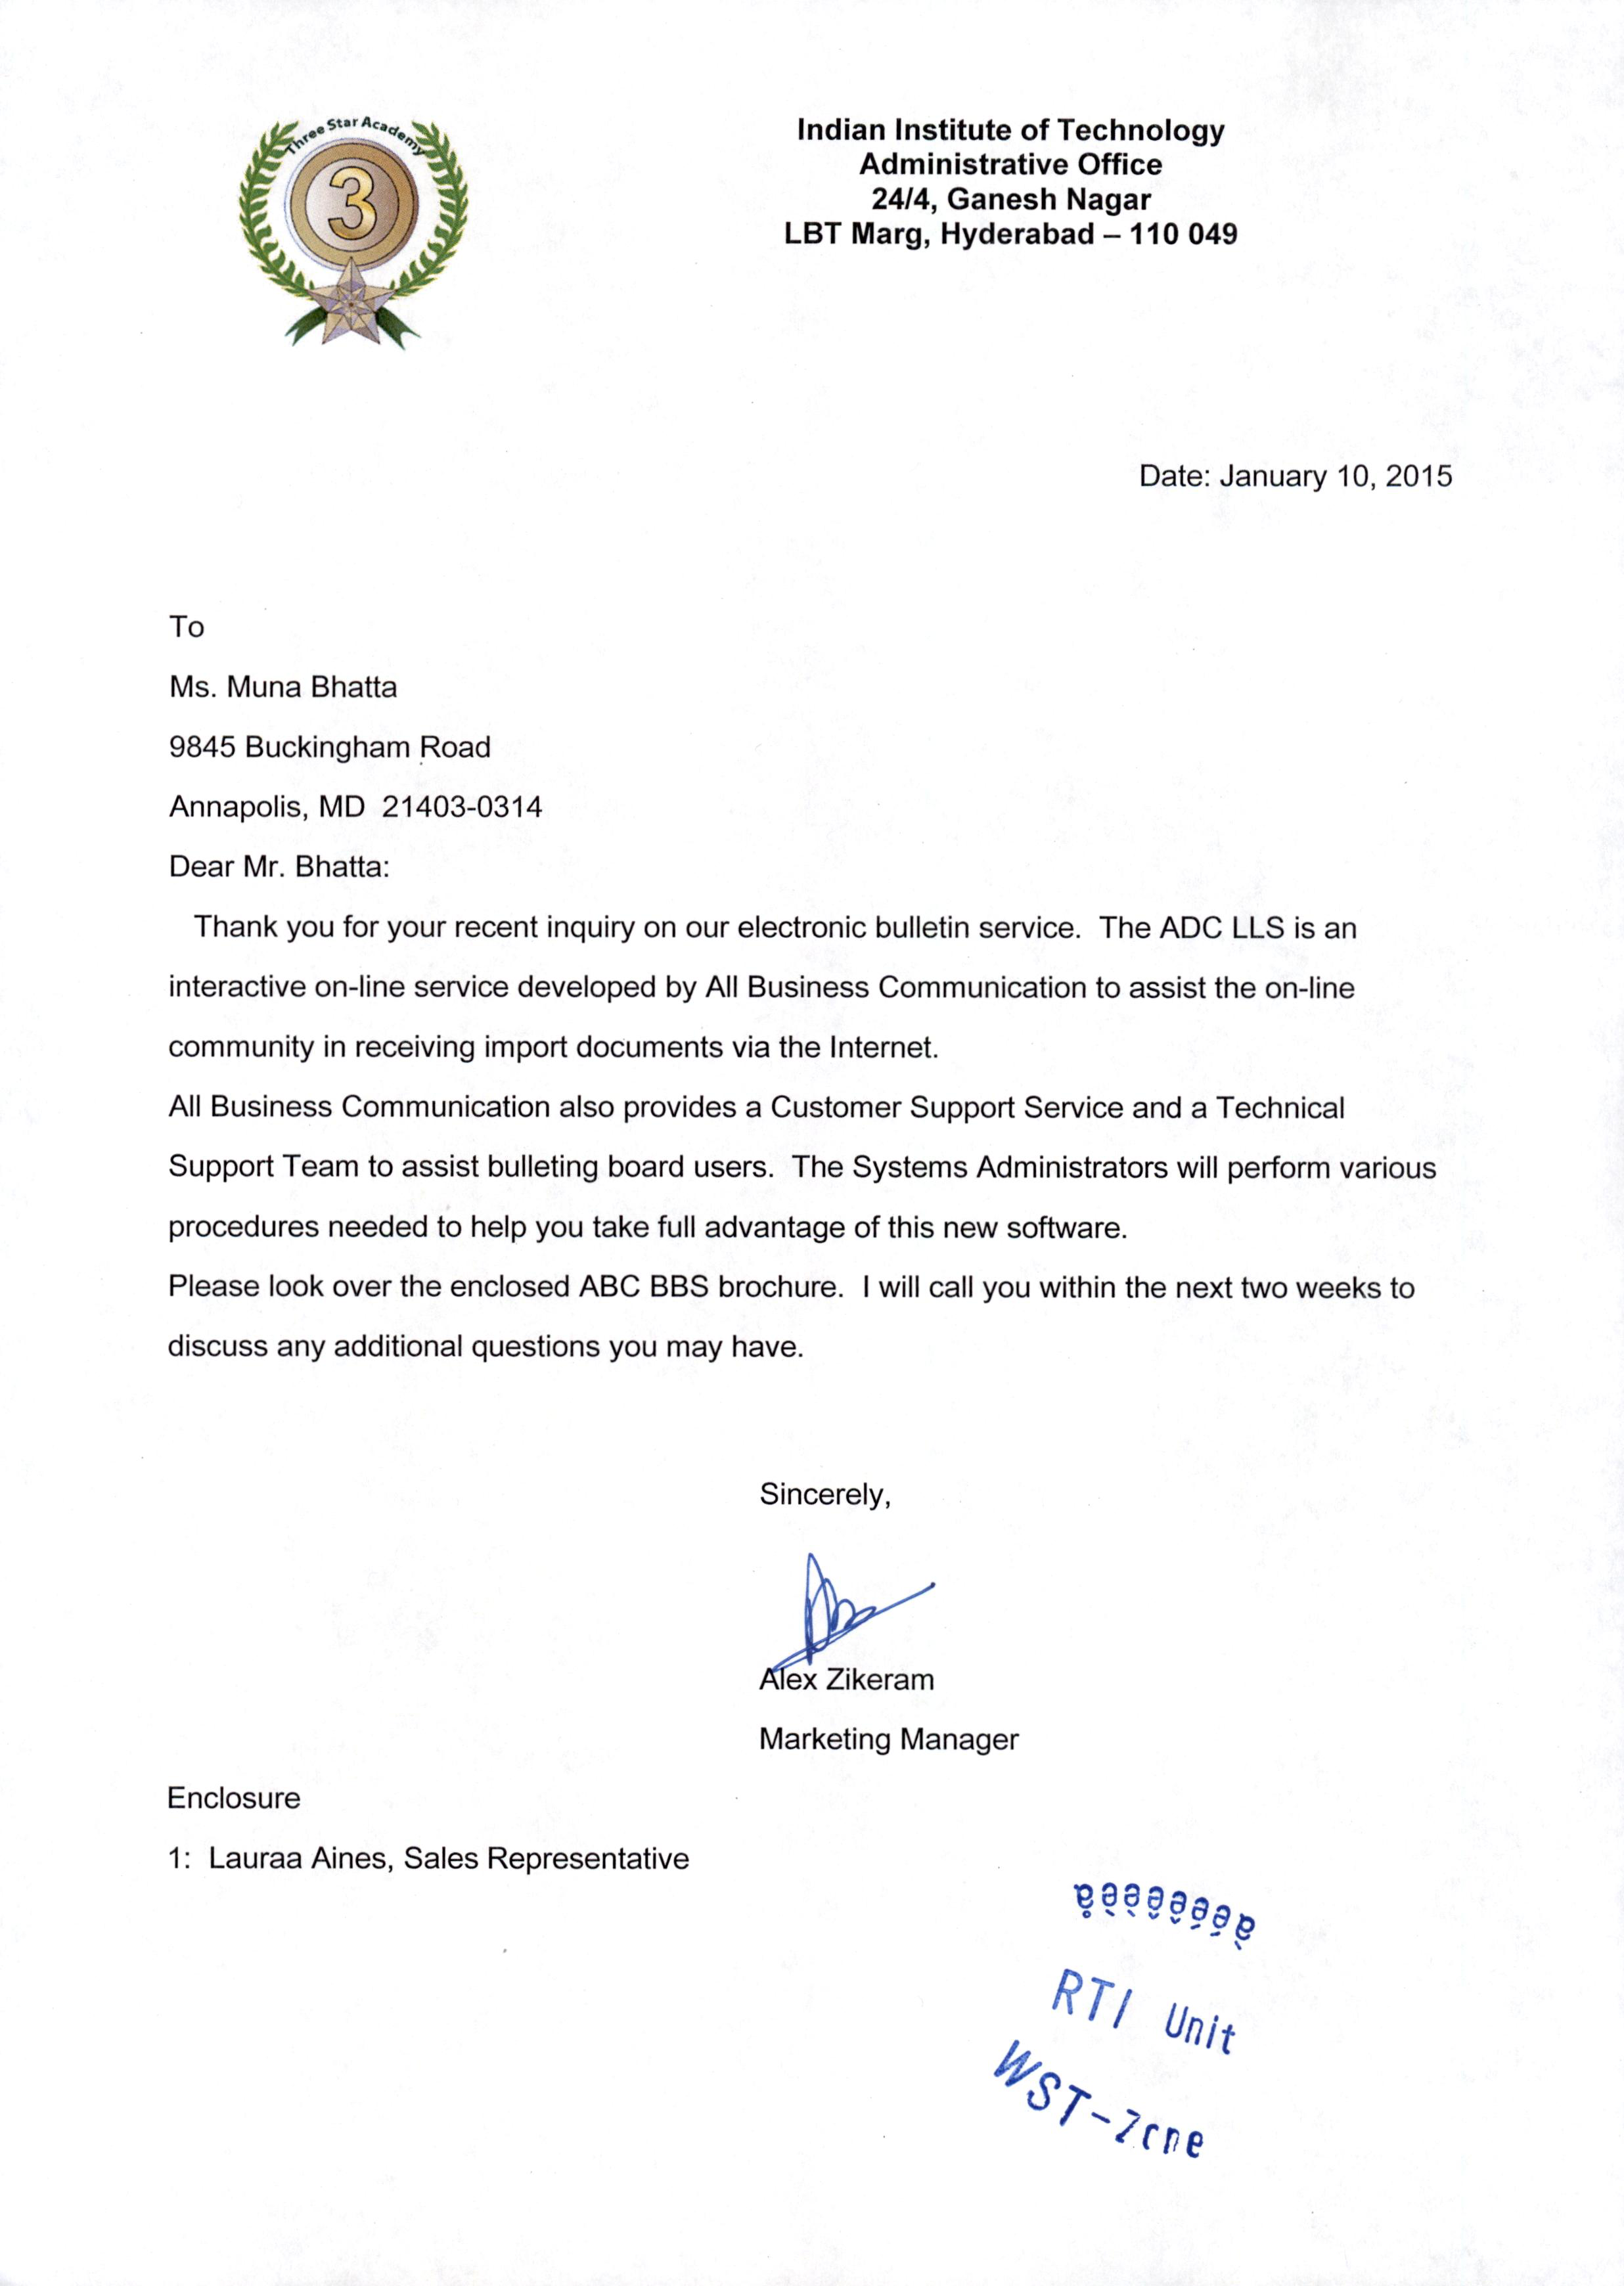 Three Star Academy
3
Indian Institute of Technology
Administrative Office
24/4, Ganesh Nagar
LBT Marg, Hyderabad – 110 049
Date: January 10, 2015
To
Ms. Muna Bhatta
9845 Buckingham Road
Annapolis, MD  21403-0314
Dear Mr. Bhatta:
Thank you for your recent inquiry on our electronic bulletin service.  The ADC LLS is an
interactive on-line service developed by All Business Communication to assist the on-line
community in receiving import documents via the Internet.
All Business Communication also provides a Customer Support Service and a Technical
Support Team to assist bulleting board users.  The Systems Administrators will perform various
procedures needed to help you take full advantage of this new software.
Please look over the enclosed ABC BBS brochure.  I will call you within the next two weeks to
discuss any additional questions you may have.
Sincerely,
Alex Zikeram
Marketing Manager
Enclosure
1:  Lauraa Aines, Sales Representative
RTI Unit